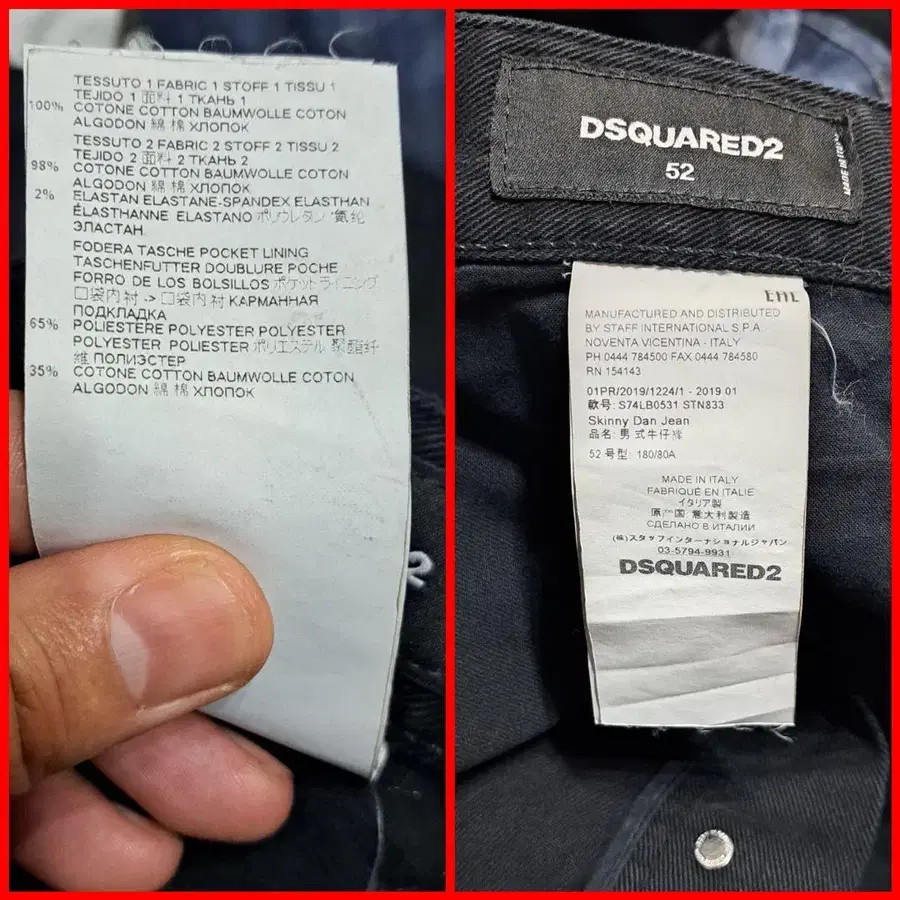 TESSUTO 1 FABRIC 1 STOFF 1 TISSU 1
TEJIDO 1 面料 1 ТКАНЬ 1
100% COTONE COTTON BAUMWOLLE COTON
ALGODON 綿 棉 ХЛОПОК
TESSUTO 2 FABRIC 2 STOFF 2 TISSU 2
TEJIDO 2 面料 2 ТКАНЬ 2
98% COTONE COTTON BAUMWOLLE COTON
ALGODON 綿 棉 ХЛОПОК
2% ELASTAN ELASTANE-SPANDEX ELASTHAN
ÉLASTHANNE ELASTANO ポリウレタン 氨纶
ЭЛАСТАН
FODERA TASCHE POCKET LINING
TASCHENFUTTER DOUBLURE POCHE
FORRO DE LOS BOLSILLOS ポケットライニング
口袋内衬 -> 口袋内衬 КАРМАННАЯ
ПОДКЛАДКА
65% POLIESTERE POLYESTER POLYESTER
POLYESTER POLIESTER ポリエステル 聚酯纤
维 ПОЛИЭСТЕР
35% COTONE COTTON BAUMWOLLE COTON
ALGODON 綿 棉 ХЛОПОК
DSQUARED2
52
MADE IN ITALY
MANUFACTURED AND DISTRIBUTED
BY STAFF INTERNATIONAL S.P.A.
NOVENTA VICENTINA - ITALY
PH 0444 784500 FAX 0444 784580
RN 154143
01PR/2019/1224/1 - 2019 01
款号: S74LB0531 STN833
Skinny Dan Jean
品名: 男式牛仔裤
52 号型: 180/80A
MADE IN ITALY
FABRIQUÉ EN ITALIE
イタリア製
原产国: 意大利製造
СДЕЛАНО В ИТАЛИИ
(株)スタッフインターナショナルジャパン
03-5794-9931
DSQUARED2